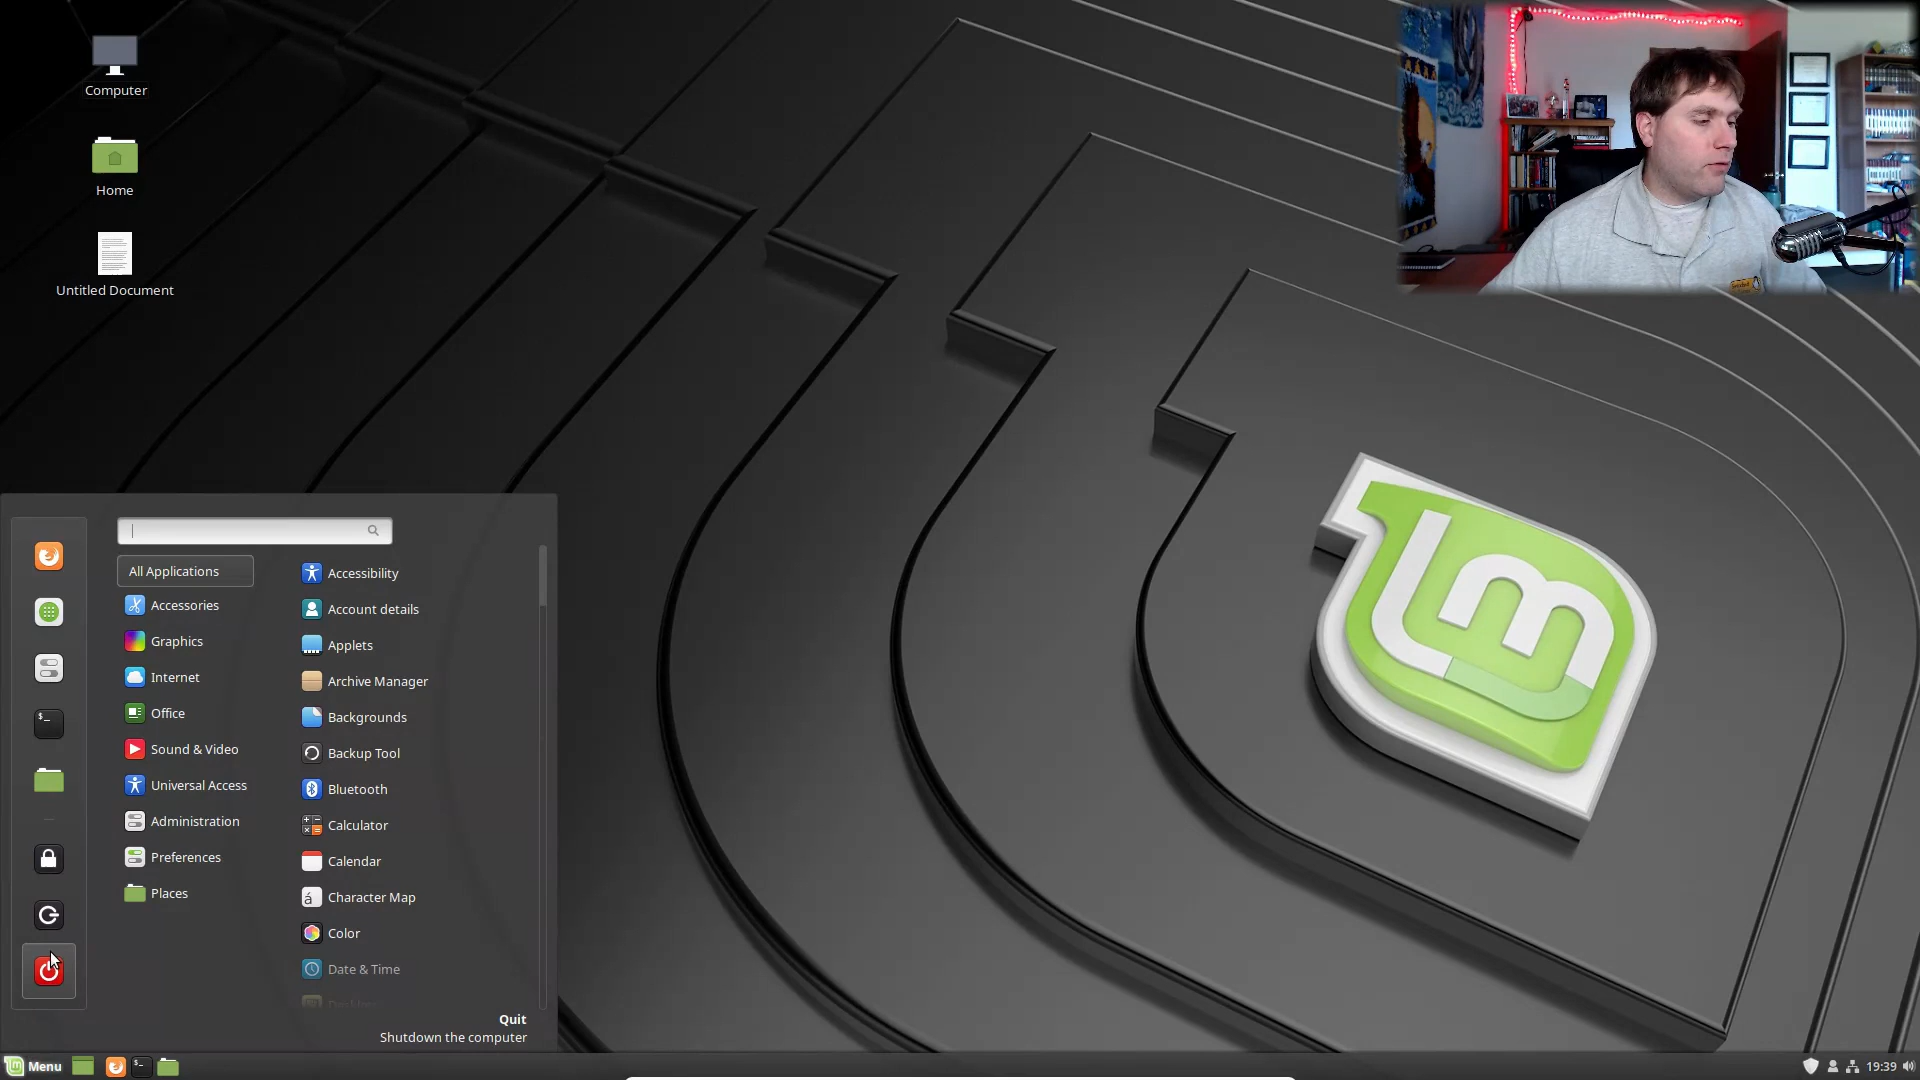 Computer
Home
Untitled Document
All Applications
Accessories
Graphics
Internet
Office
Sound & Video
Universal Access
Administration
Preferences
Places
Accessibility
Account details
Applets
Archive Manager
Backgrounds
Backup Tool
Bluetooth
Calculator
Calendar
Character Map
Color
Date & Time
Desktop
Quit
Shutdown the computer
Menu
19:39